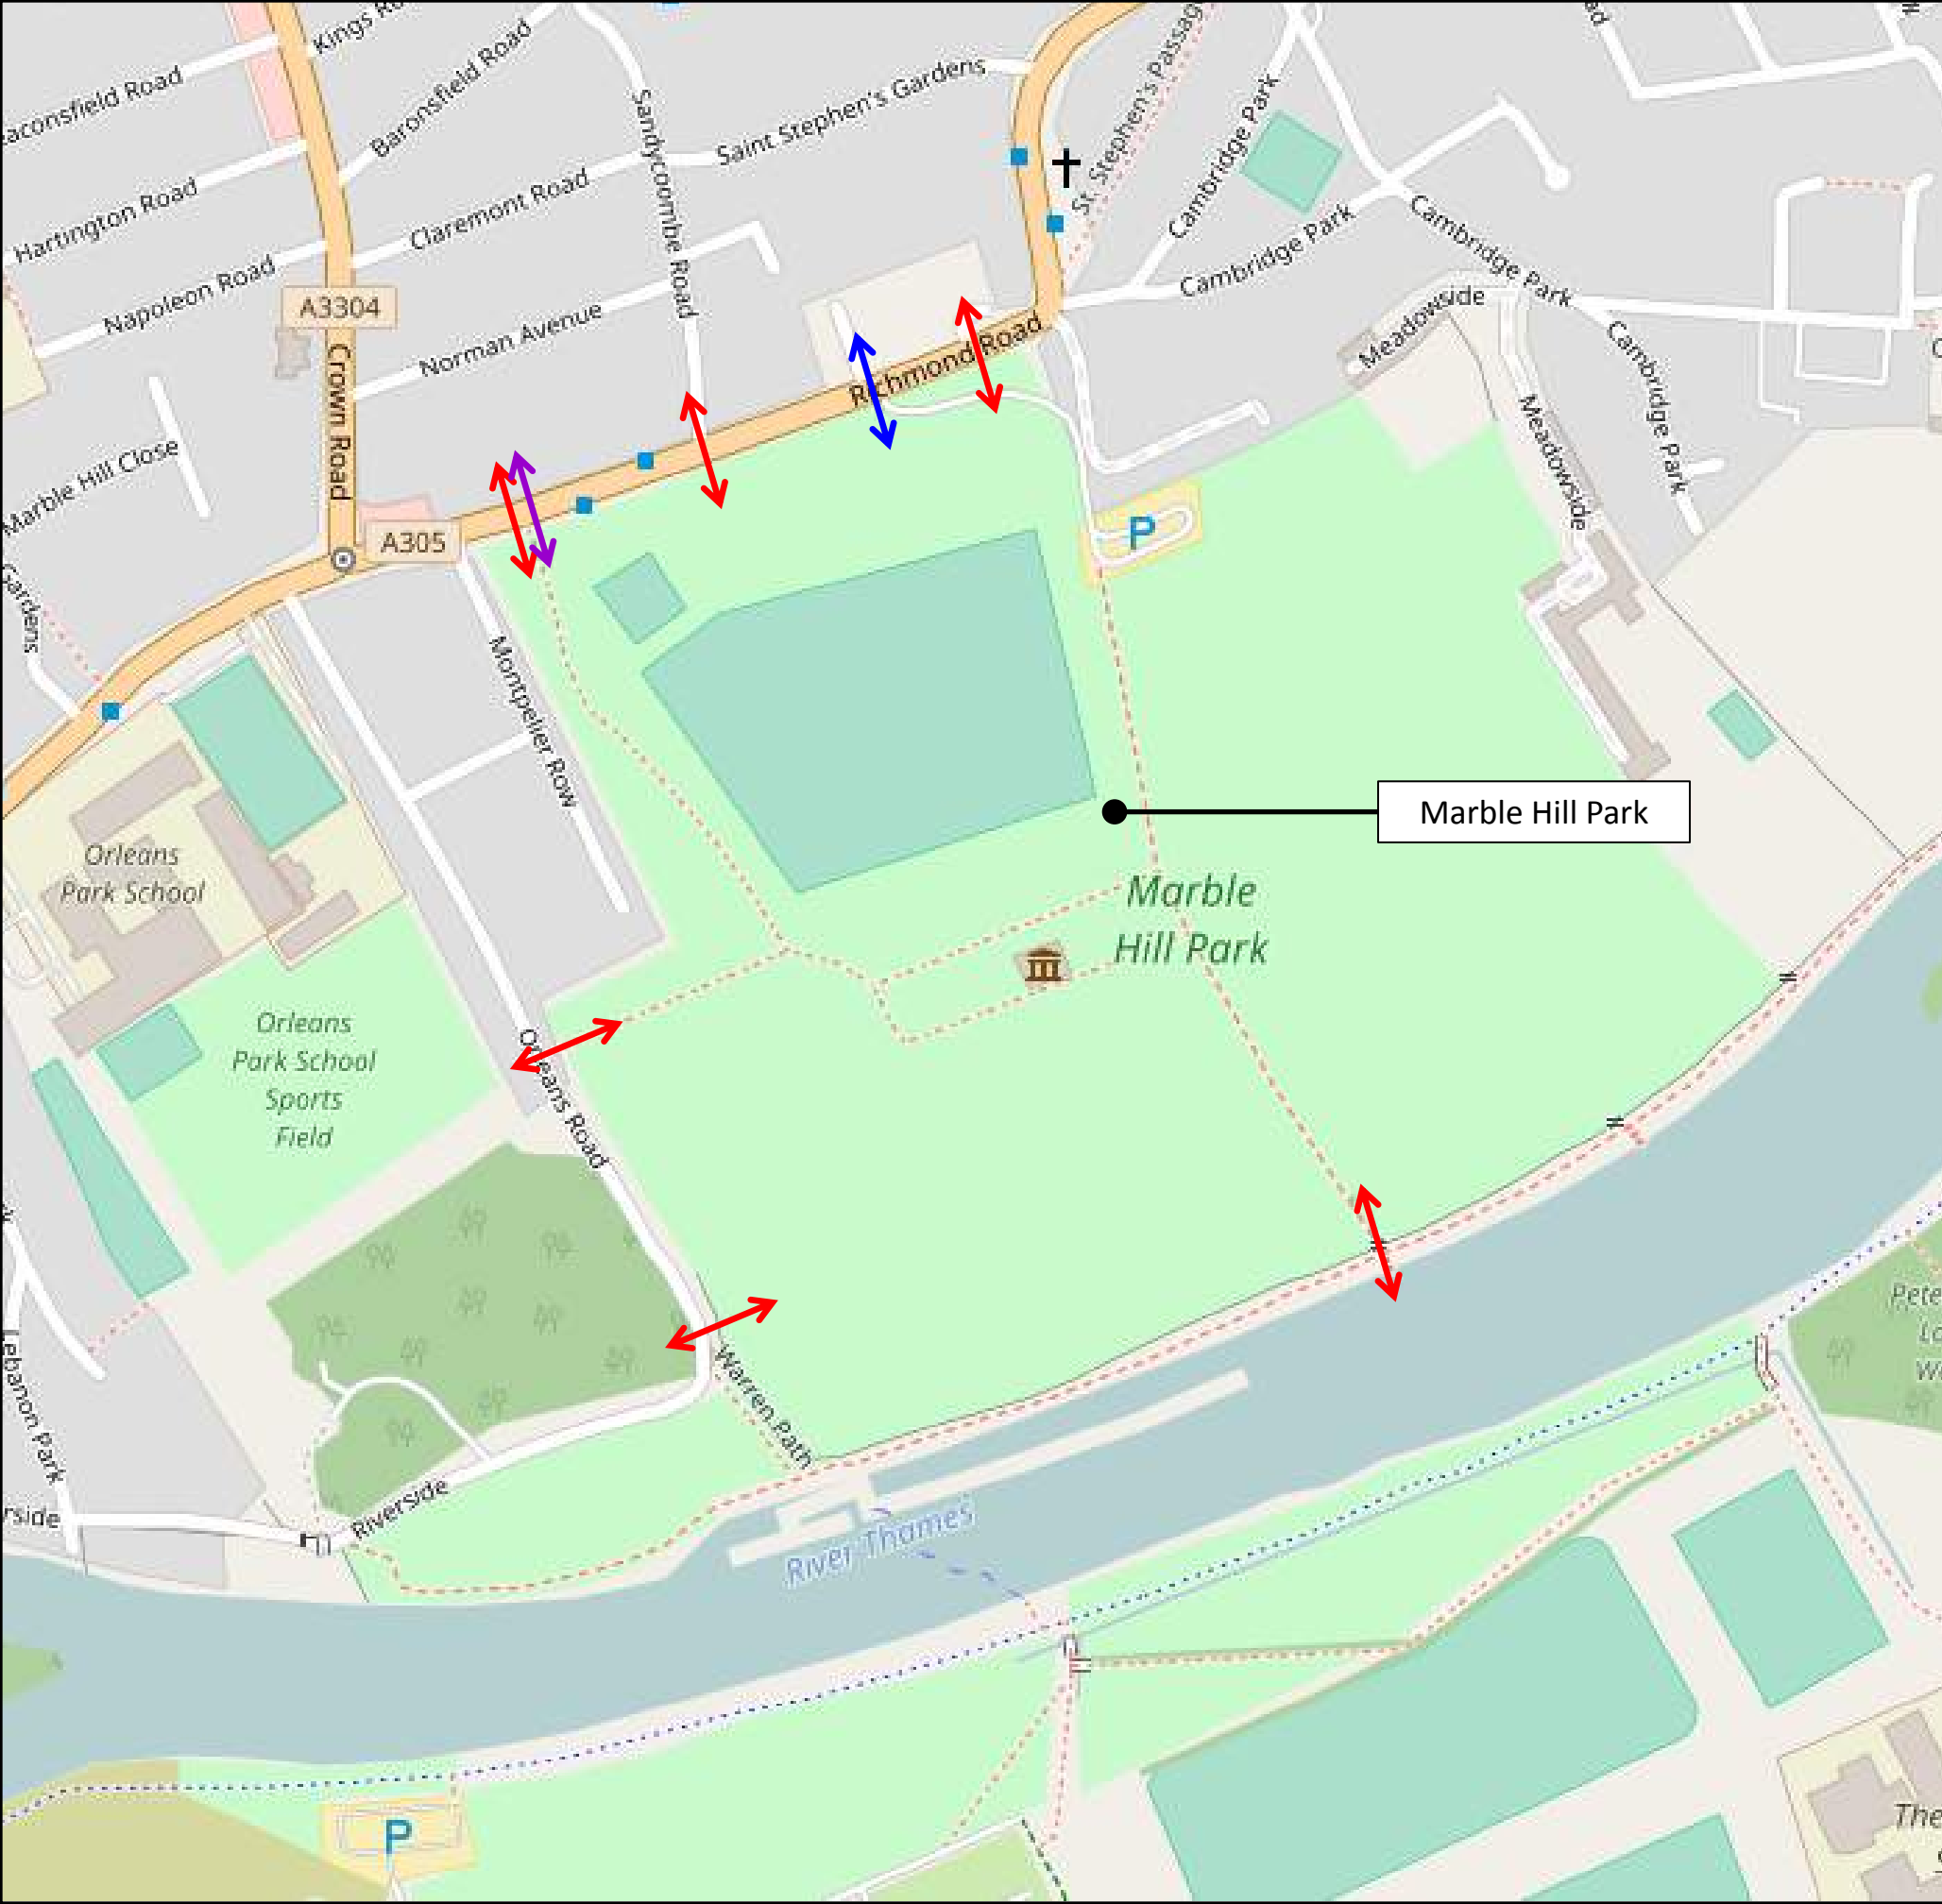 Kings
Baronsfield Road
aconsfield Road
Hartington Road
Napoleon Road
A3304
Claremont Road
Norman Avenue
Sandycoombe Road
Saint Stephen's Gardens
St. Stephen's Passag
Cambridge Park
Cambridge Park
Cambridge Park
Cambridge Park
Meadowside
Meadowside
Richmond Road
Crown Road
Marble Hill Close
A305
Gardens
Montpelier Row
P
Marble Hill Park
Orleans
Park School
Marble
Hill Park
Orleans
Park School
Sports
Field
Orleans Road
Warren Path
Lebanon Park
rside
Riverside
River Thames
Pete
Lo
W
P
The